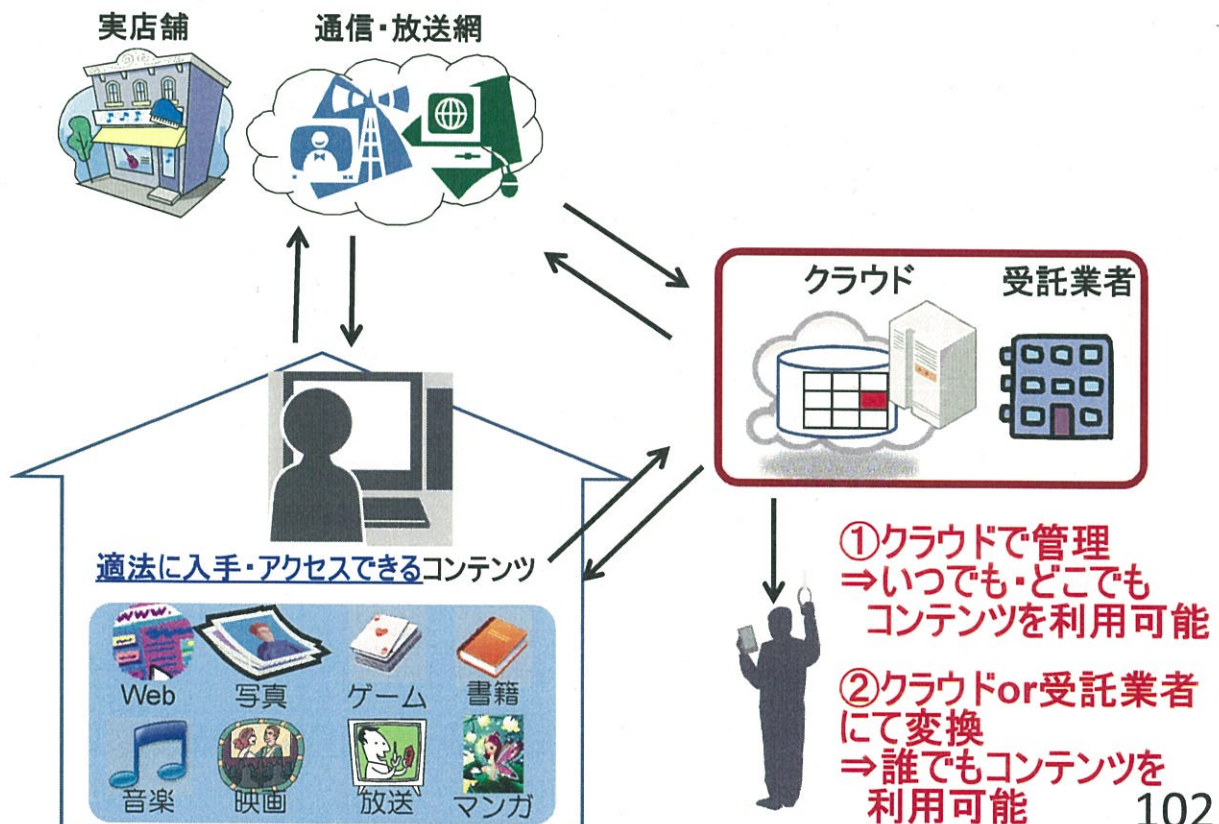 実店舗
通信・放送網
クラウド
受託業者
適法に入手・アクセスできるコンテンツ
www.
Web
写真
ゲーム
書籍
音楽
映画
放送
マンガ
①クラウドで管理
⇒いつでも・どこでも
コンテンツを利用可能
②クラウドor受託業者
にて変換
⇒誰でもコンテンツを
利用可能
102